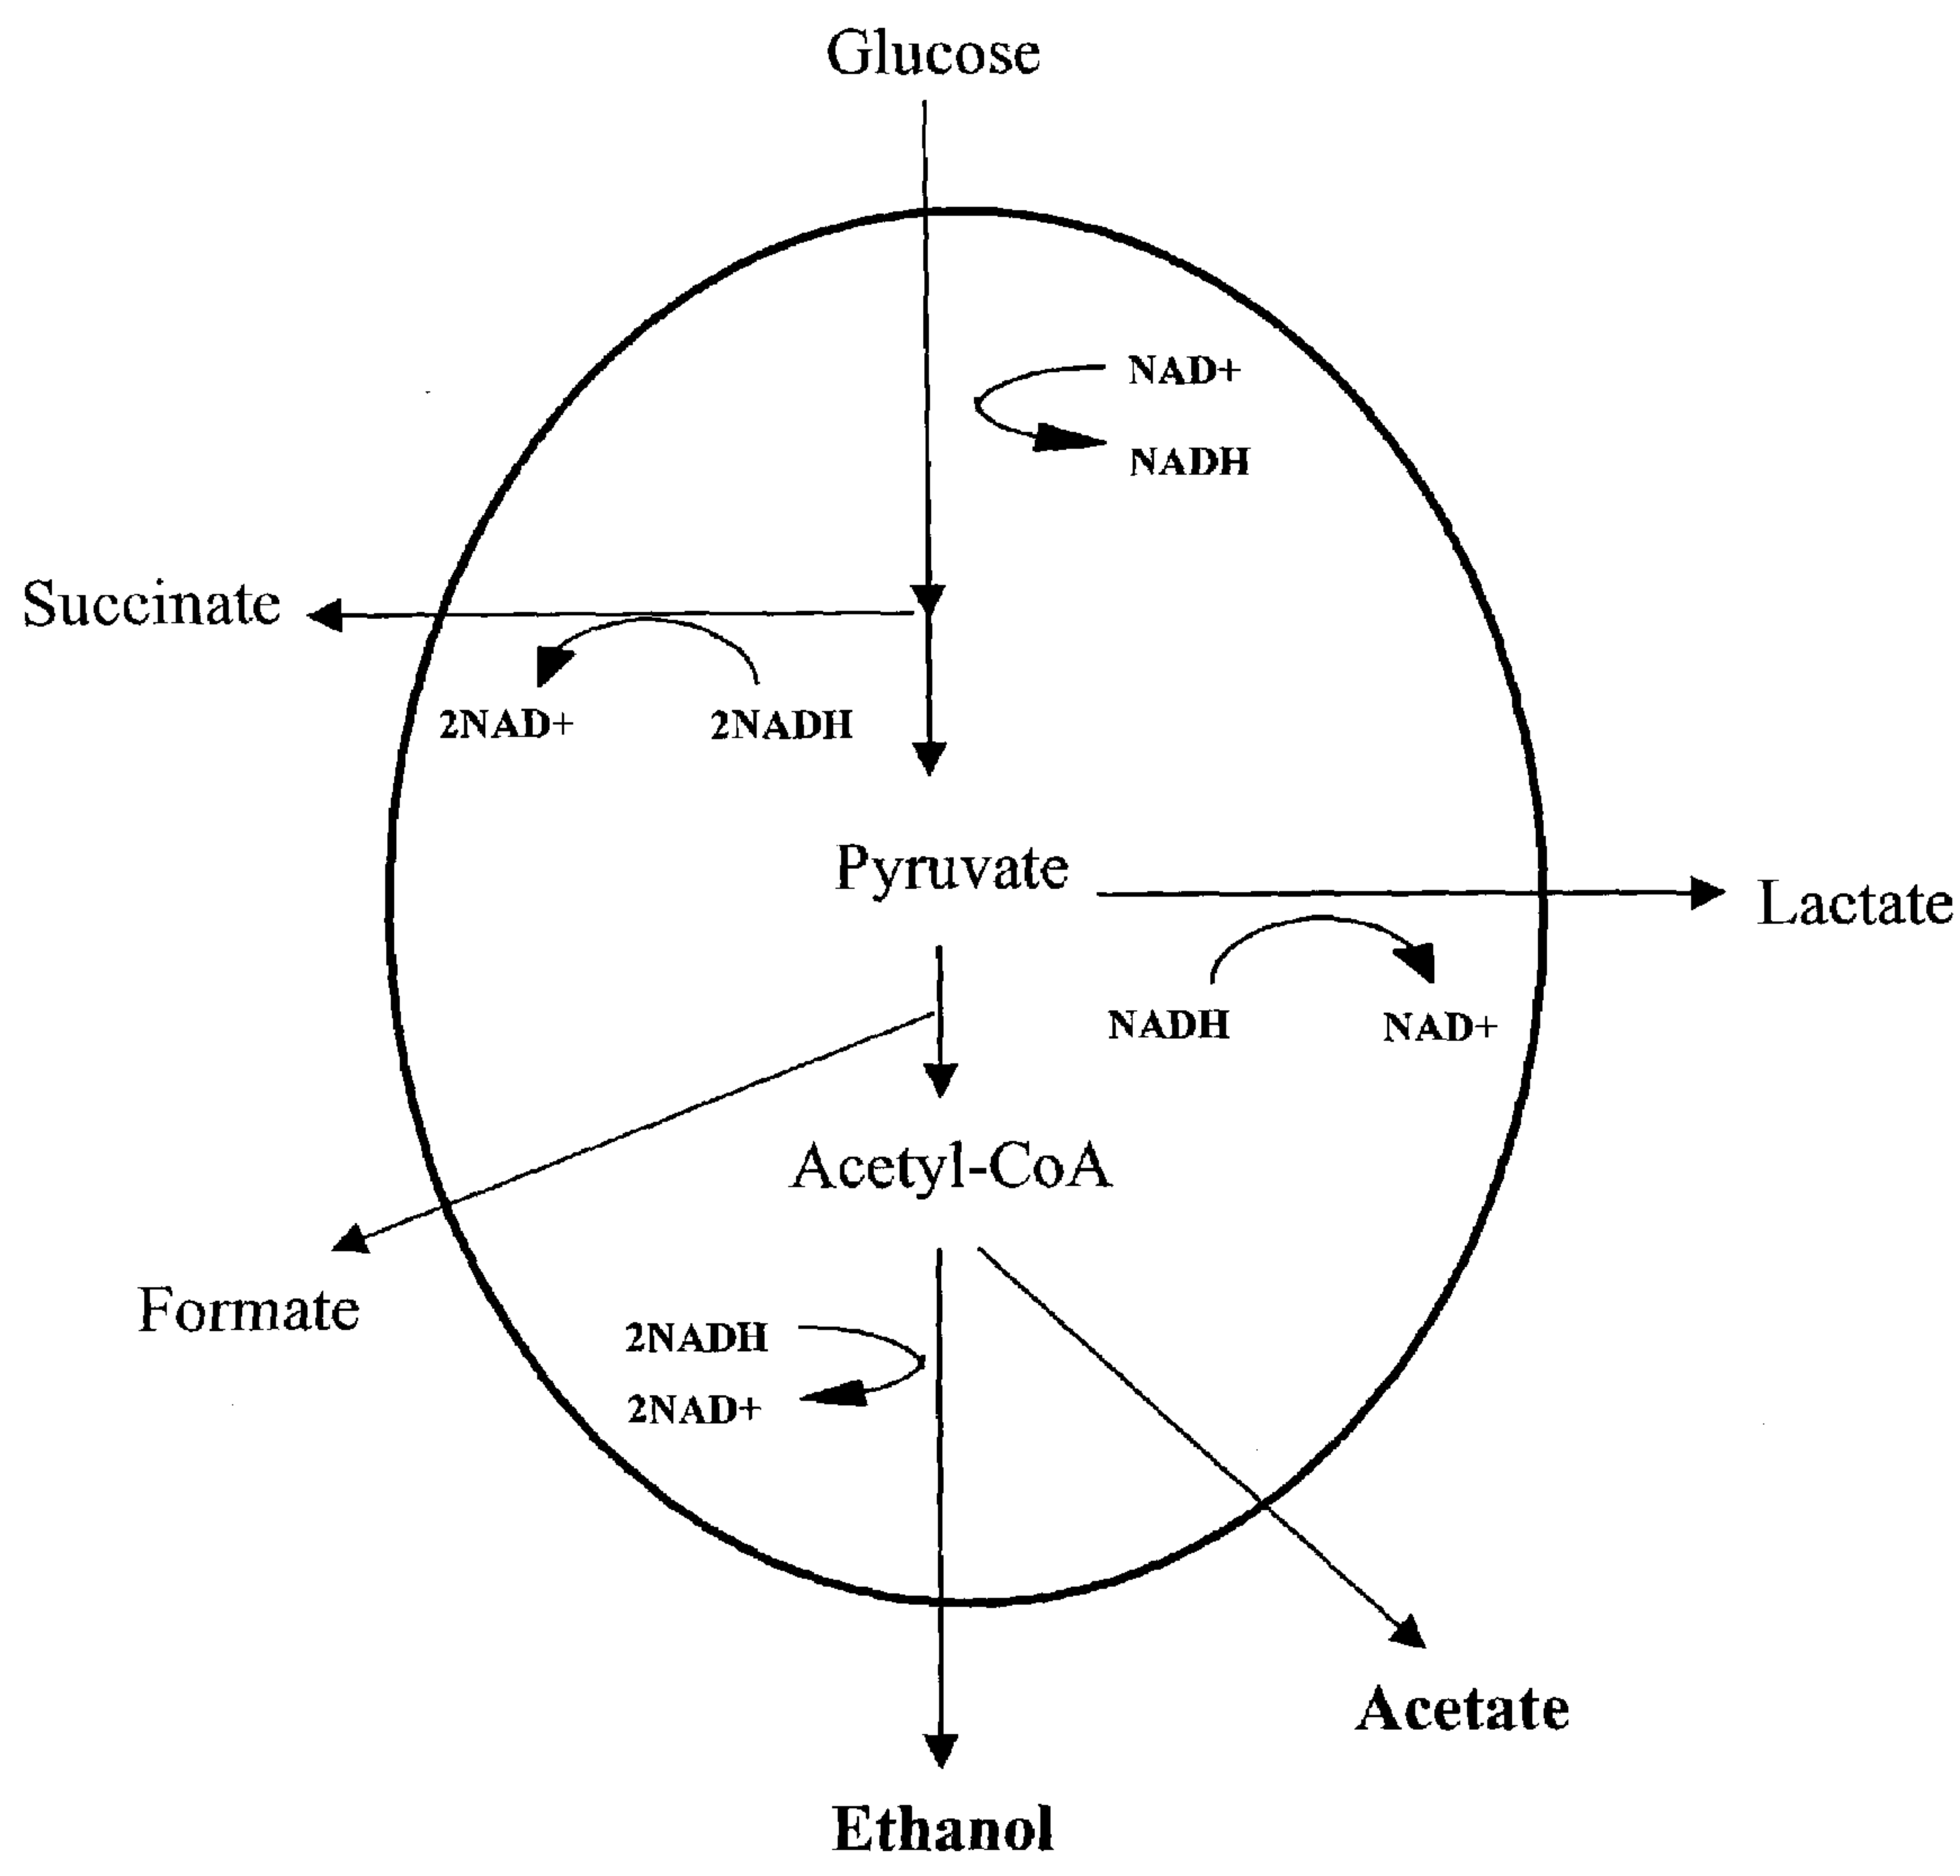 Glucose
NAD+
NADH
Succinate
2NAD+
2NADH
Pyruvate
Lactate
NADH
NAD+
Acetyl-CoA
Formate
2NADH
2NAD+
Acetate
Ethanol